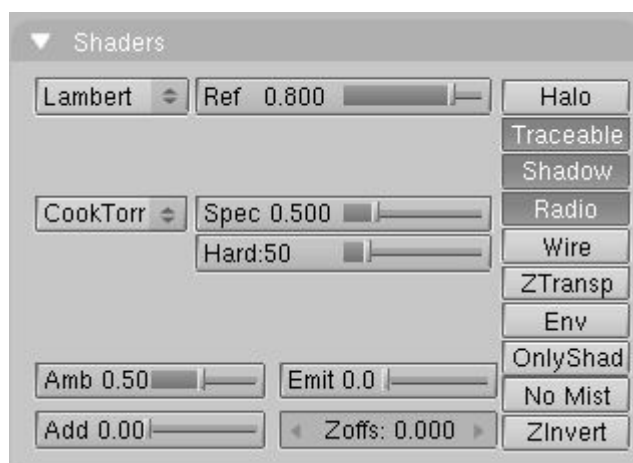 Shaders
Lambert Ref 0.800 Halo
Traceable
Shadow
CookTorr Spec 0.500 Radio
Hard:50 Wire
ZTransp
Env
Amb 0.50 Emit 0.0 OnlyShad
No Mist
Add 0.00 Zoffs: 0.000 ZInvert